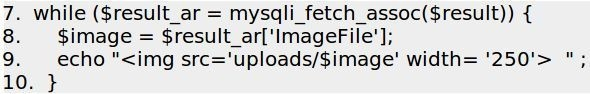 7. while ($result_ar = mysqli_fetch_assoc($result)) {
8. $image = $result_ar['ImageFile'];
9. echo "<img src='uploads/$image' width= '250'> " ;
10. }